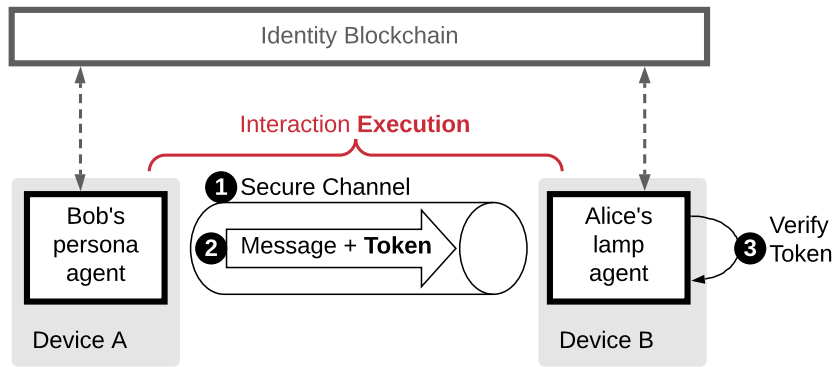 Identity Blockchain
Interaction Execution
1 Secure Channel
2 Message + Token
Bob's
persona
agent
Device A
Alice's
lamp
agent
Device B
3 Verify
Token